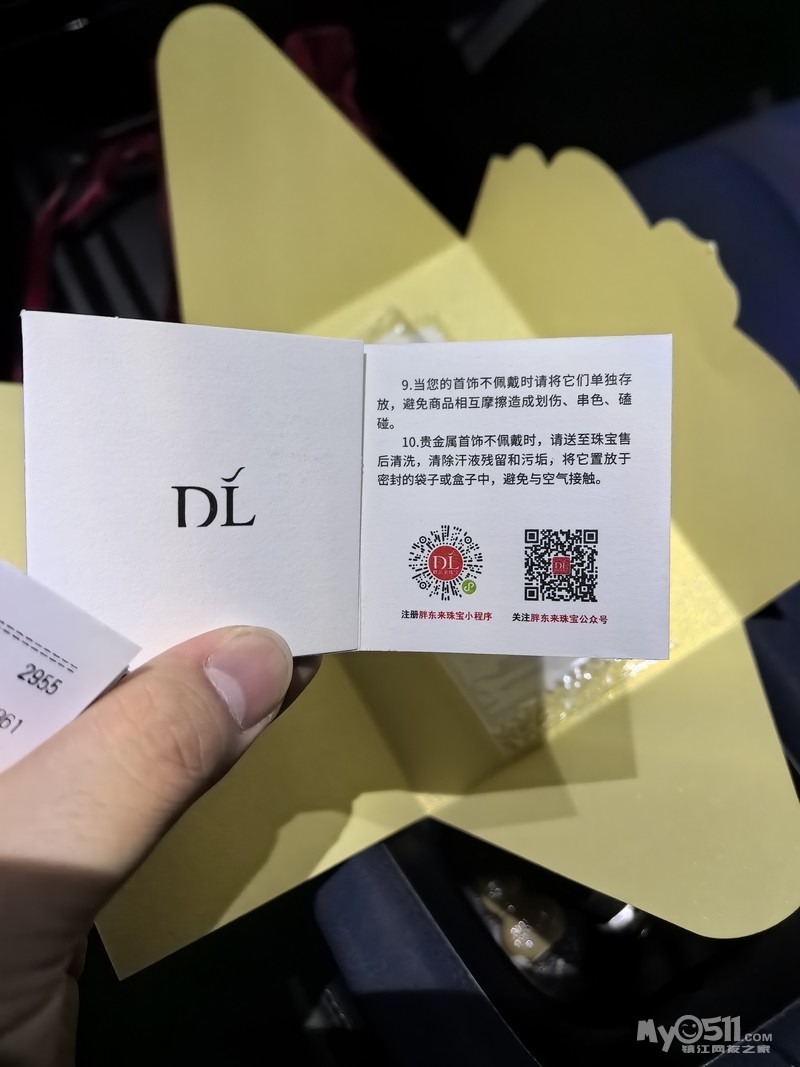 DL
9.当您的首饰不佩戴时请将它们单独存
放，避免商品相互摩擦造成划伤、串色、磕
碰。
10.贵金属首饰不佩戴时，请送至珠宝售
后清洗，清除汗液残留和污垢，将它置放于
密封的袋子或盒子中，避免与空气接触。
DL
DL
注册胖东来珠宝小程序
关注胖东来珠宝公众号
2955
961
MyO511.COM
镇江网友之家